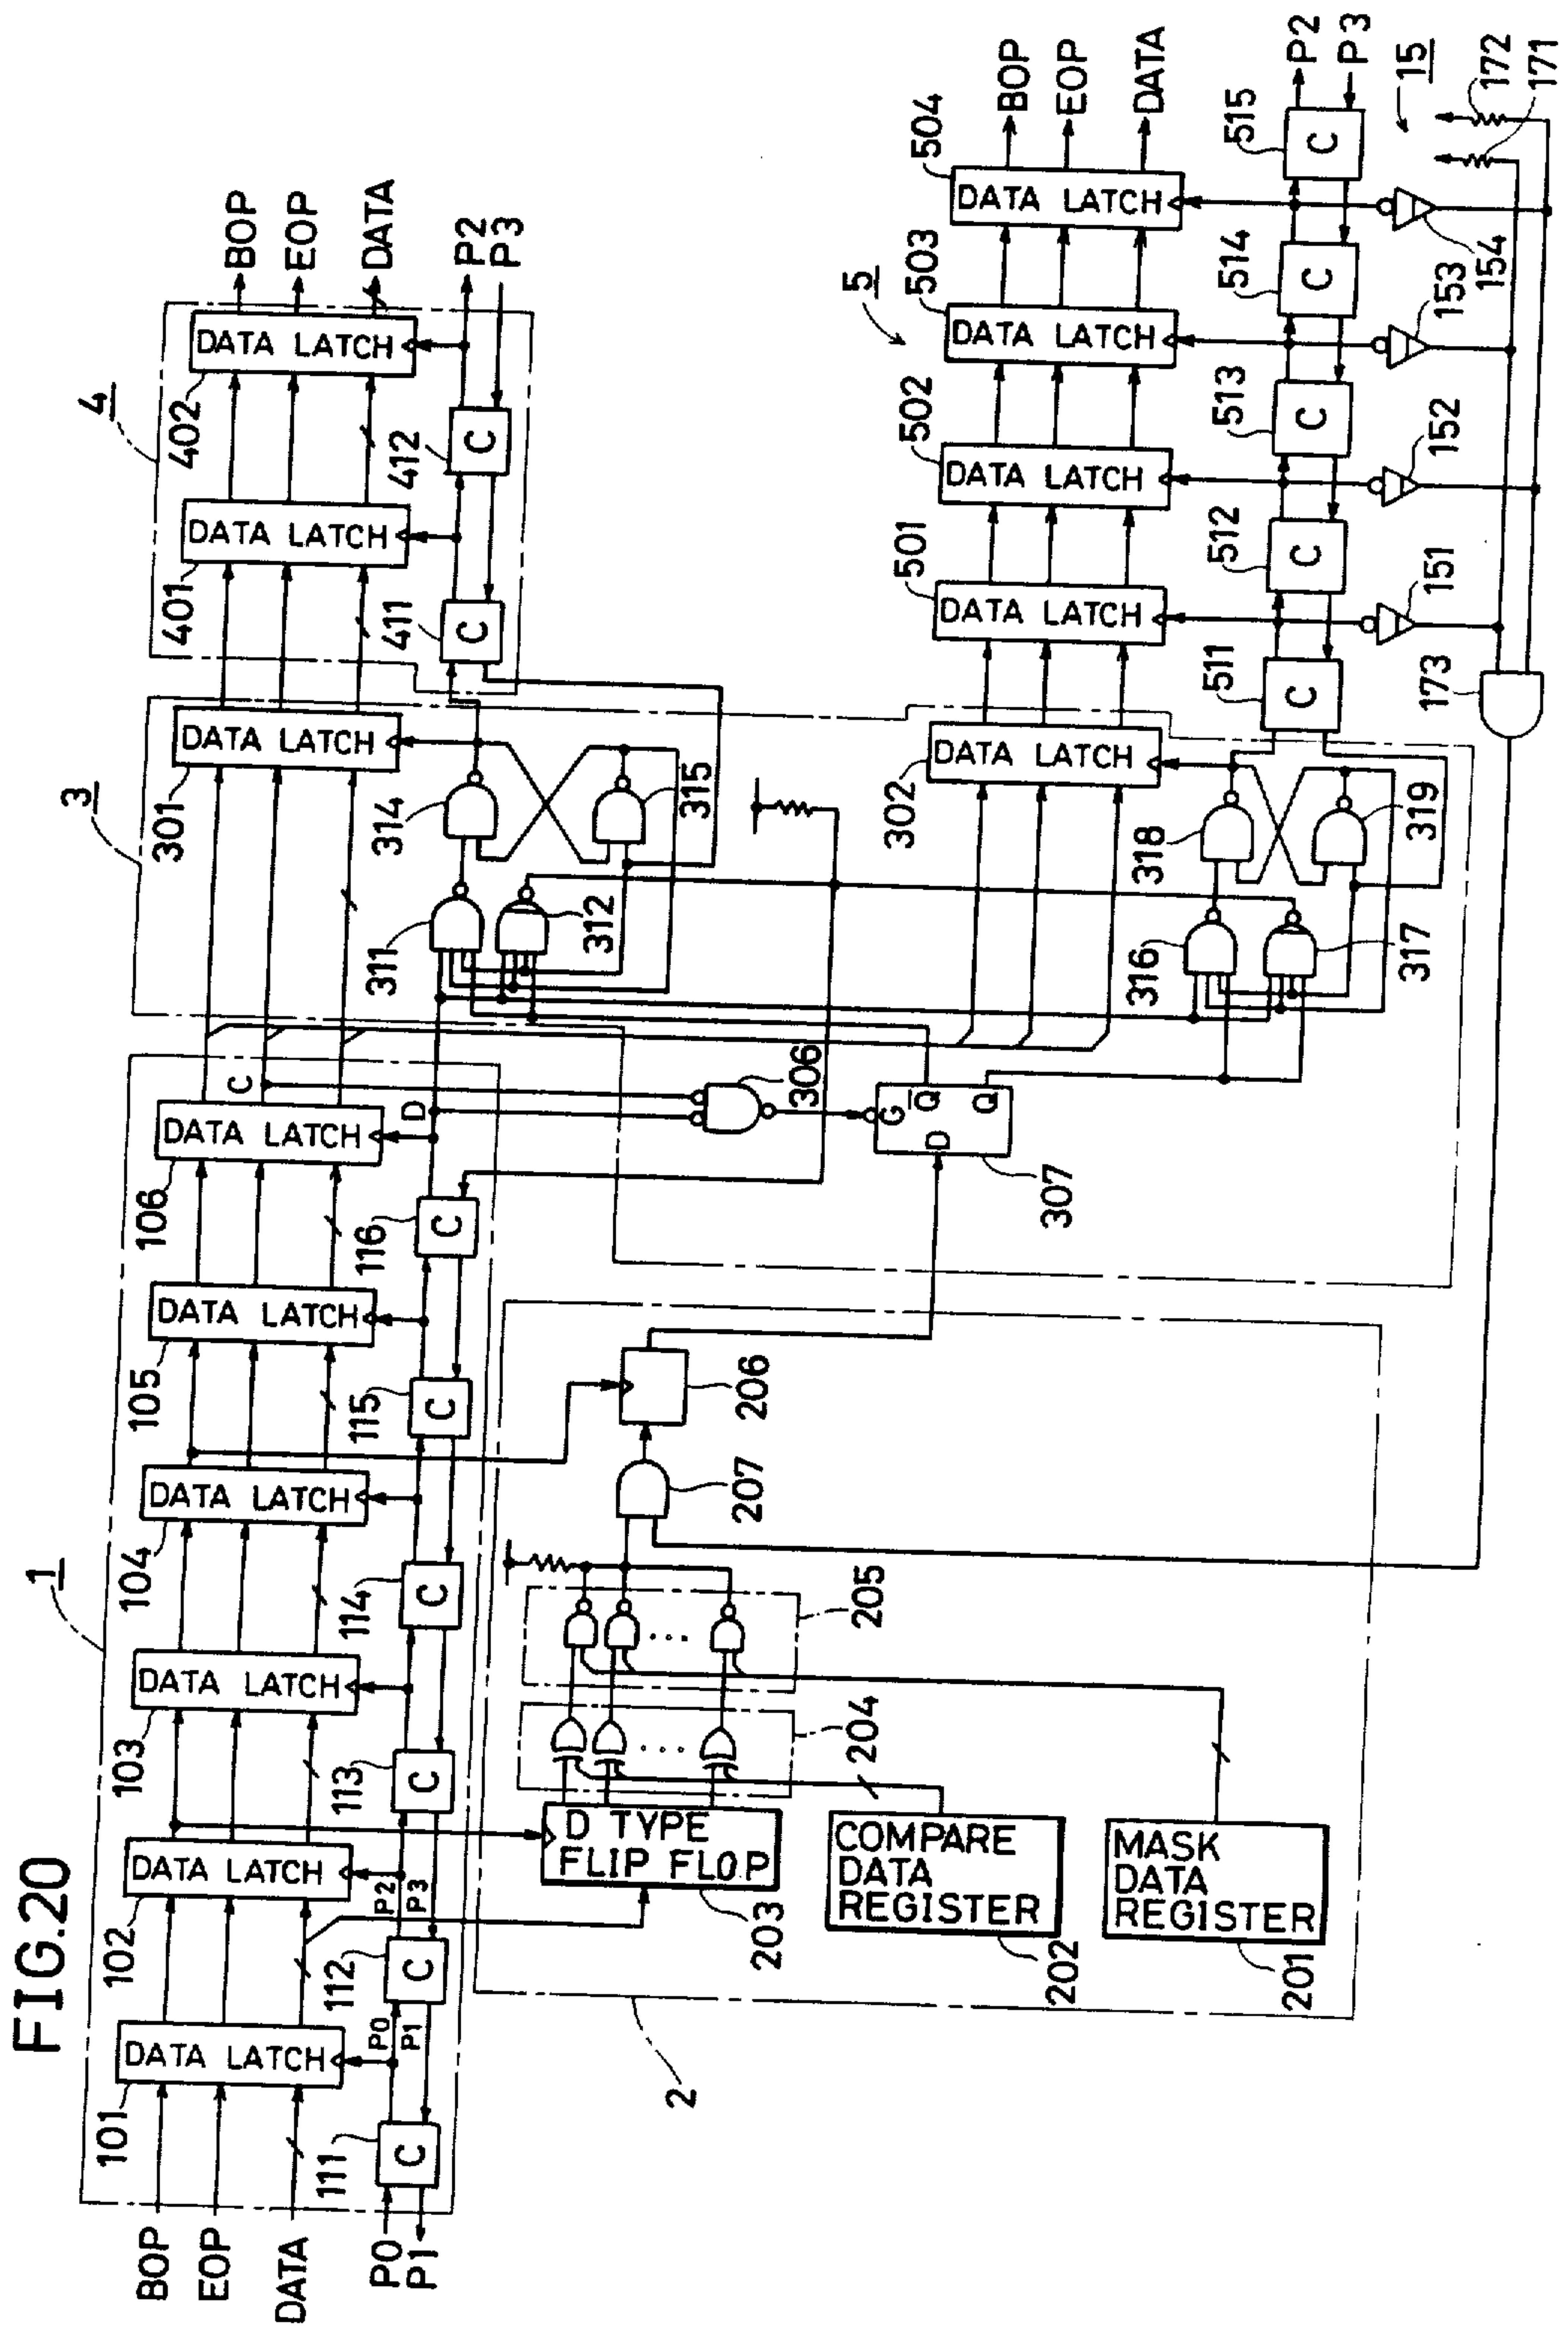 FIG.20
1
BOP
EOP
DATA
P0
P1
101
DATA LATCH
102
DATA LATCH
103
DATA LATCH
104
DATA LATCH
105
DATA LATCH
106
DATA LATCH
C
D
111
C
P0
P1
112
C
P2
P3
113
C
114
C
115
C
116
C
3
301
DATA LATCH
311
312
314
315
4
401
DATA LATCH
402
DATA LATCH
BOP
EOP
DATA
411
C
412
C
P2
P3
2
D TYPE
FLIP FLOP
203
204
205
207
206
COMPARE
DATA
REGISTER
202
MASK
DATA
REGISTER
201
306
G
D
Q
Q
307
302
DATA LATCH
316
317
318
319
5
501
DATA LATCH
502
DATA LATCH
503
DATA LATCH
504
DATA LATCH
BOP
EOP
DATA
511
C
512
C
513
C
514
C
515
C
P2
P3
15
151
152
153
154
172
171
173